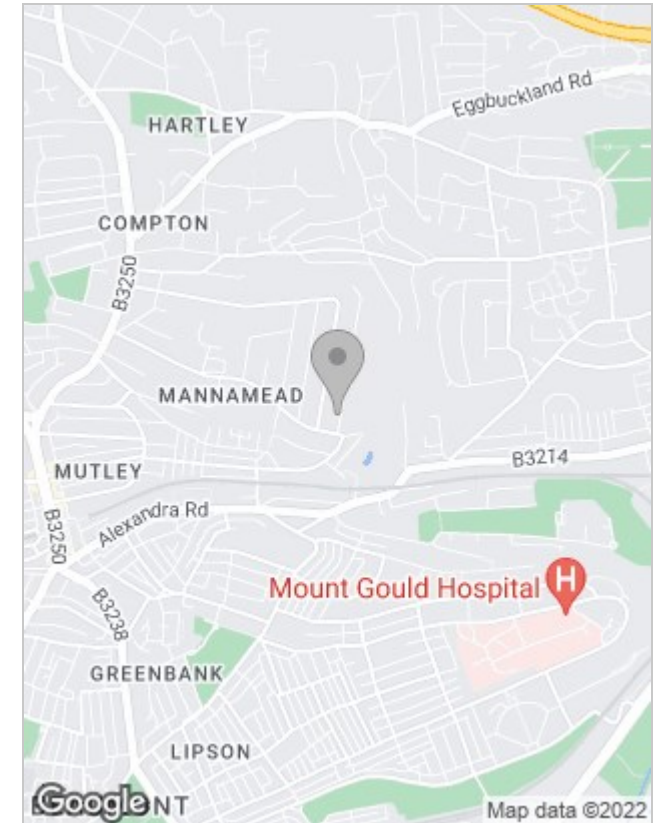 Eggbuckland Rd
HARTLEY
COMPTON
B3250
MANNAMEAD
MUTLEY
B3214
Alexandra Rd
B3250
Mount Gould Hospital H
B3238
GREENBANK
LIPSON
Google
NT
Map data ©2022